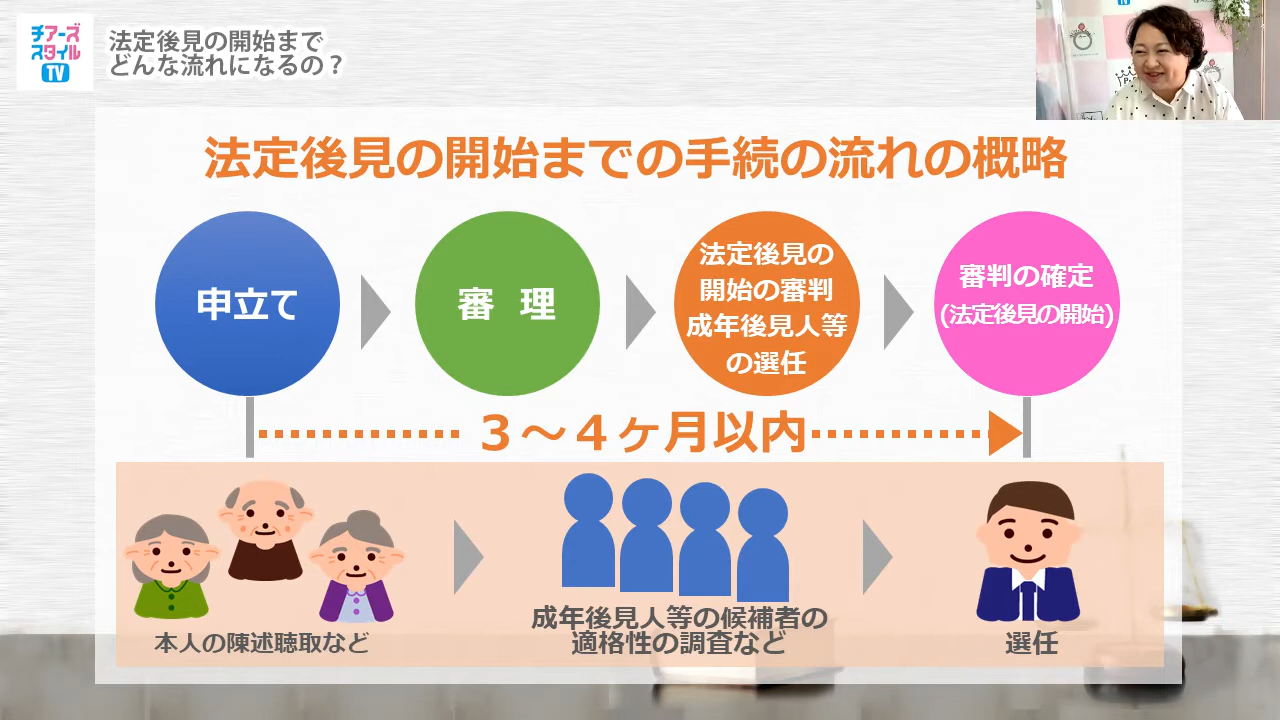 チアーズ
スタイル
TV
法定後見の開始まで
どんな流れになるの？
法定後見の開始までの手続の流れの概略
申立て
審 理
法定後見の
開始の審判
成年後見人等
の選任
審判の確定
(法定後見の開始)
３～４ヶ月以内
本人の陳述聴取など
成年後見人等の候補者の
適格性の調査など
選任